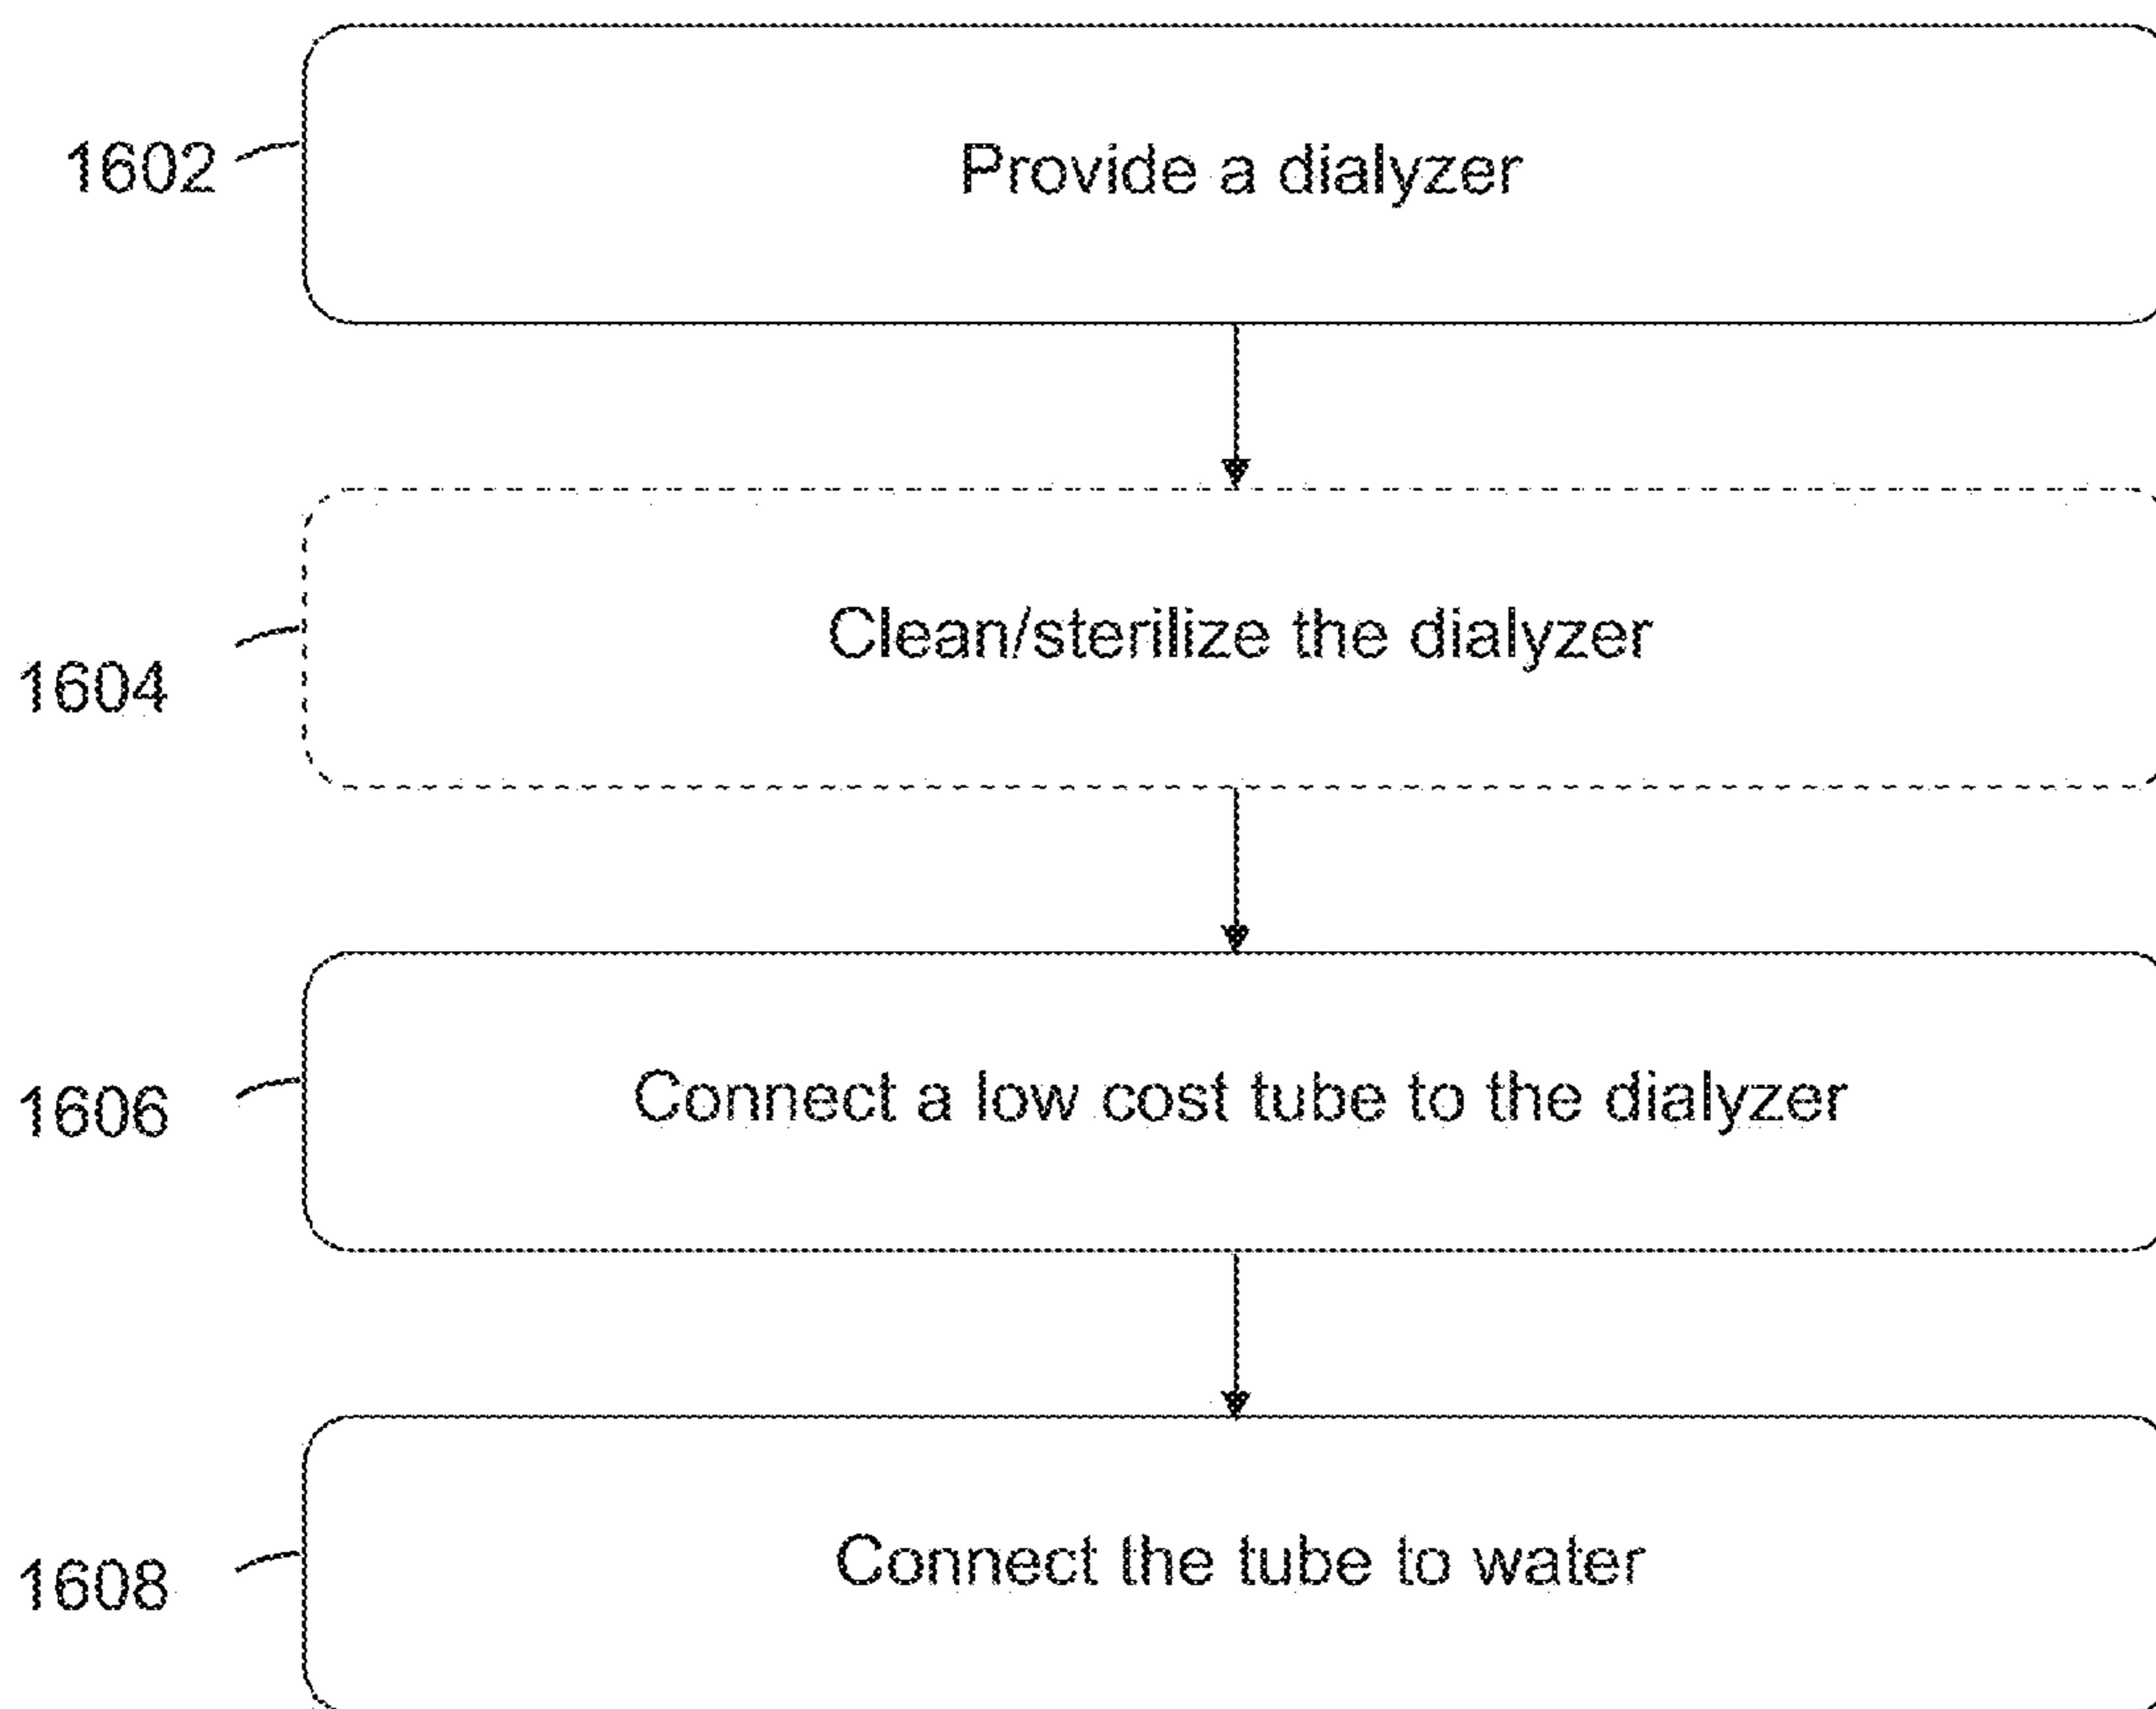 1602 Provide a dialyzer
Clean/sterilize the dialyzer
1604
1606 Connect a low cost tube to the dialyzer
1608 Connect the tube to water